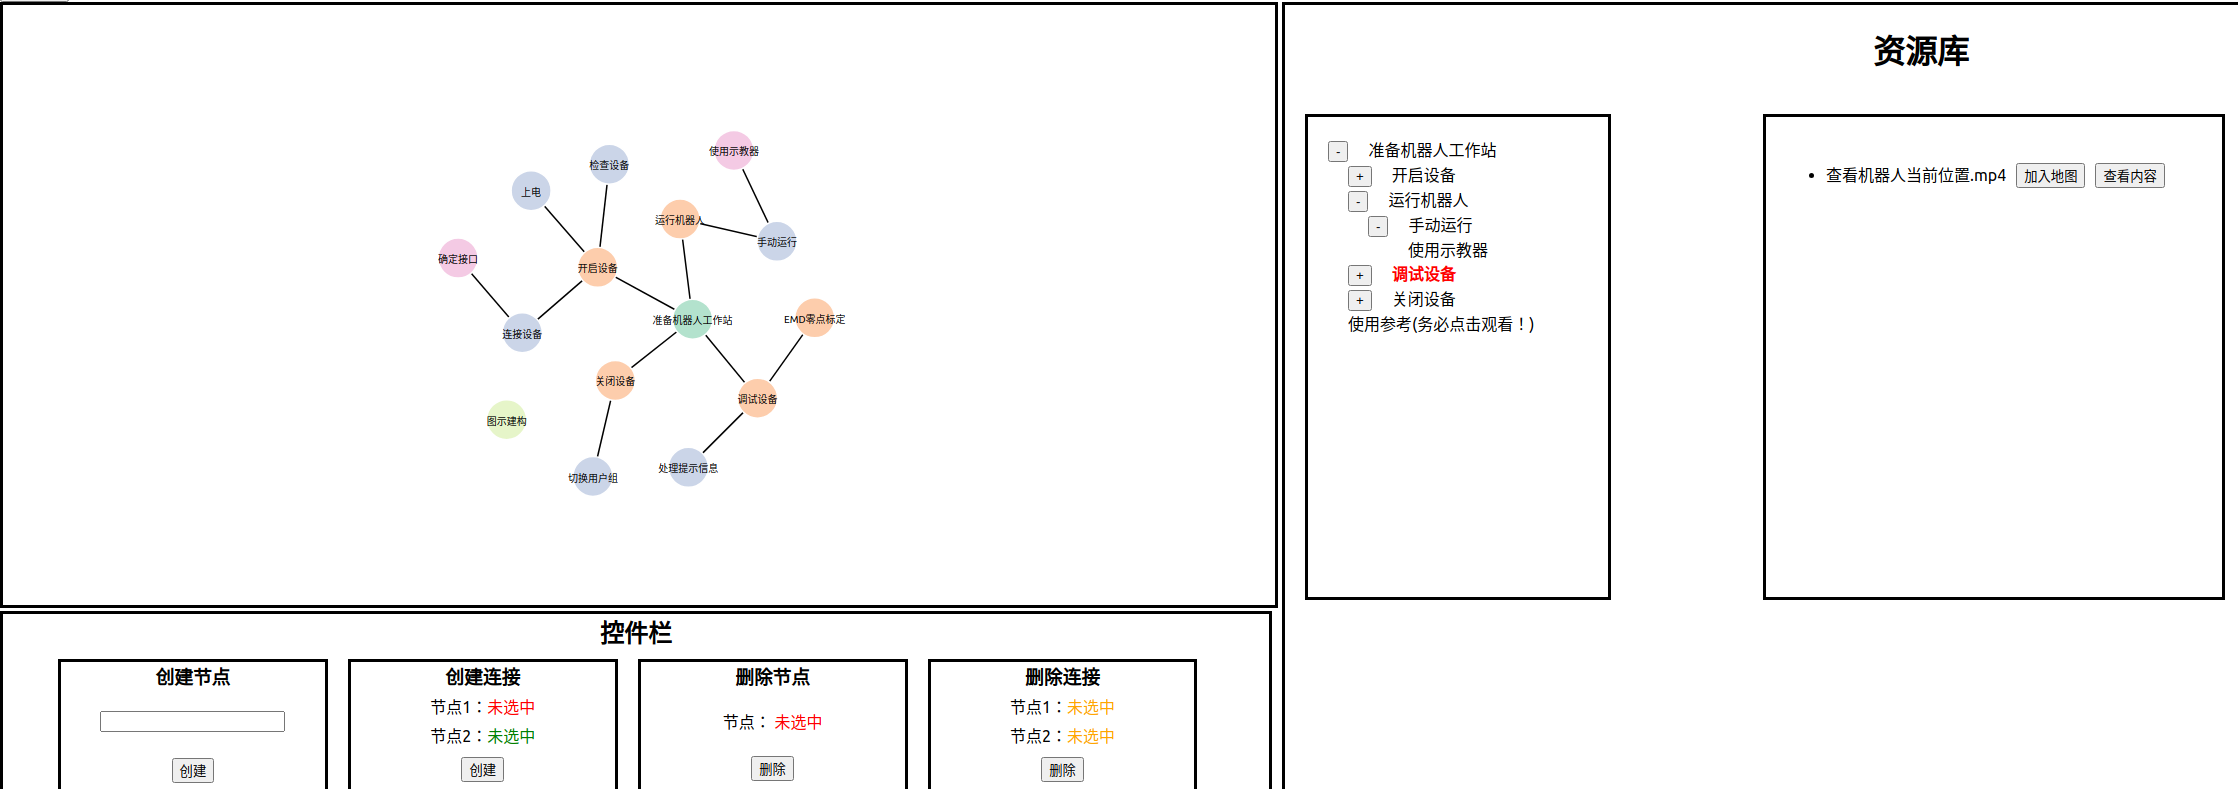 使用示教器
检查设备
上电
运行机器人
手动运行
确定接口
开启设备
准备机器人工作站
EMD零点标定
连接设备
关闭设备
调试设备
图示建构
处理提示信息
切换用户组
控件栏
创建节点
创建
创建连接
节点1：未选中
节点2：未选中
创建
删除节点
节点： 未选中
删除
删除连接
节点1：未选中
节点2：未选中
删除
资源库
- 准备机器人工作站
+ 开启设备
- 运行机器人
- 手动运行
使用示教器
+ 调试设备
+ 关闭设备
使用参考(务必点击观看！)
• 查看机器人当前位置.mp4 加入地图 查看内容